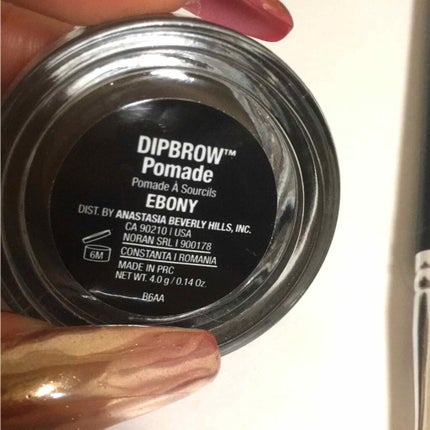 DIPBROW™
Pomade
Pomade À Sourcils
EBONY
DIST. BY ANASTASIA BEVERLY HILLS, INC.
CA 90210 | USA
NORAN SRL | 900178
CONSTANTA | ROMANIA
6M
MADE IN PRC
NET WT. 4.0 g / 0.14 Oz.
B6AA